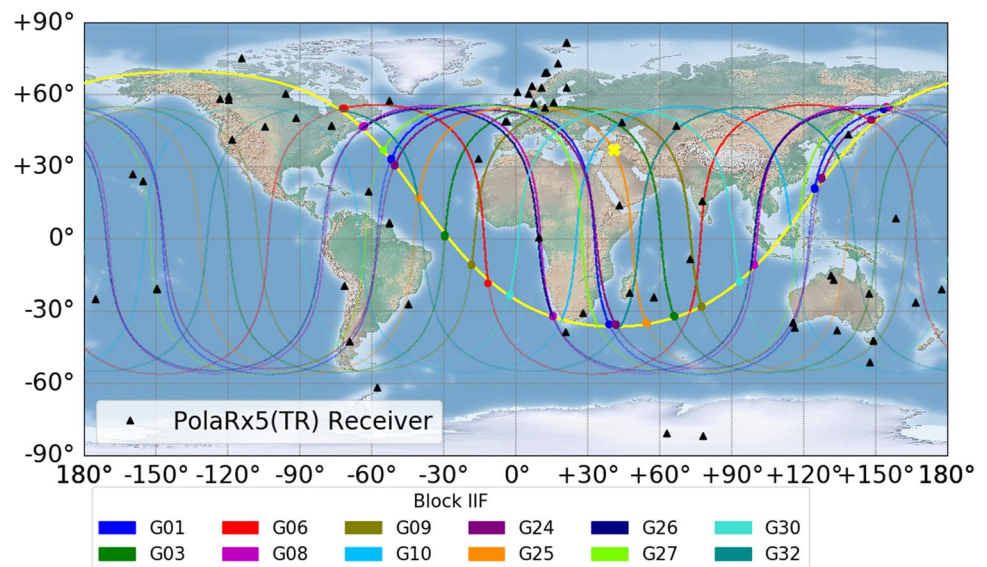 +90°
+60°
+30°
0°
-30°
-60°
-90°
PolaRx5(TR) Receiver
180° -150° -120° -90° -60° -30° 0° +30° +60° +90° +120° +150° 180°
Block IIF
G01 G06 G09 G24 G26 G30
G03 G08 G10 G25 G27 G32